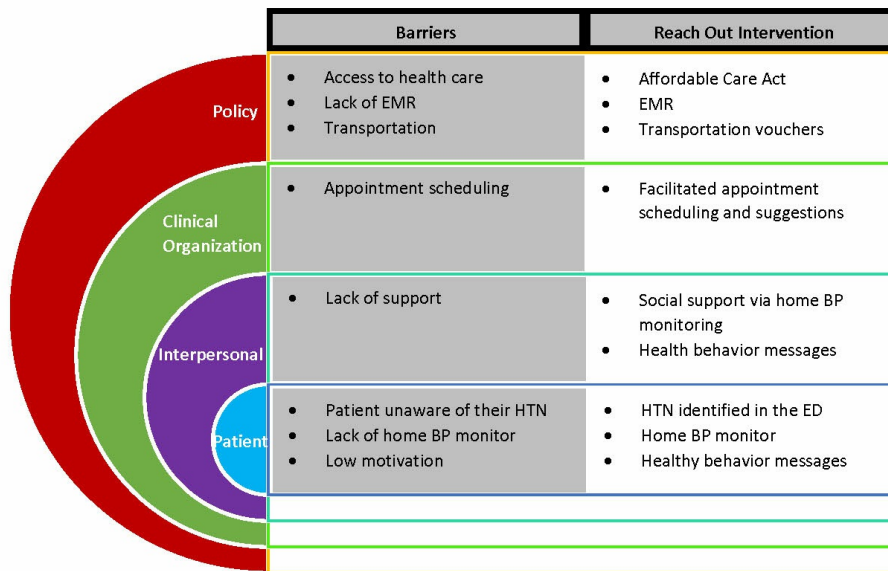 Barriers
Reach Out Intervention
Policy
• Access to health care
• Lack of EMR
• Transportation
• Affordable Care Act
• EMR
• Transportation vouchers
Clinical
Organization
• Appointment scheduling
• Facilitated appointment
scheduling and suggestions
Interpersonal
• Lack of support
• Social support via home BP
monitoring
• Health behavior messages
Patient
• Patient unaware of their HTN
• Lack of home BP monitor
• Low motivation
• HTN identified in the ED
• Home BP monitor
• Healthy behavior messages